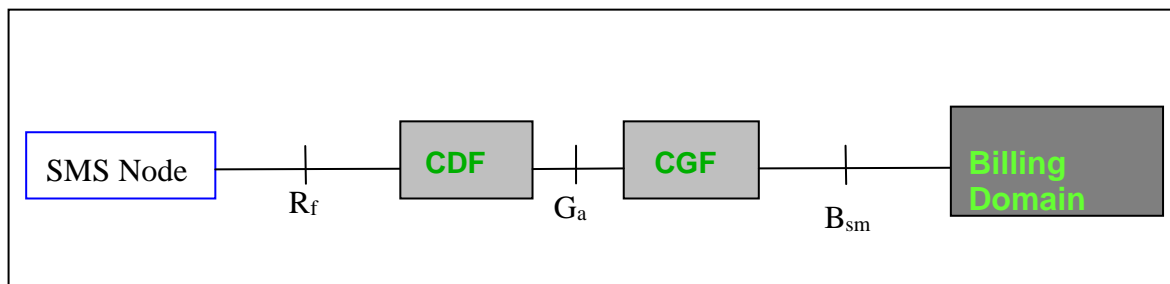 SMS Node
CDF
CGF
Billing
Domain
Rf
Ga
Bsm